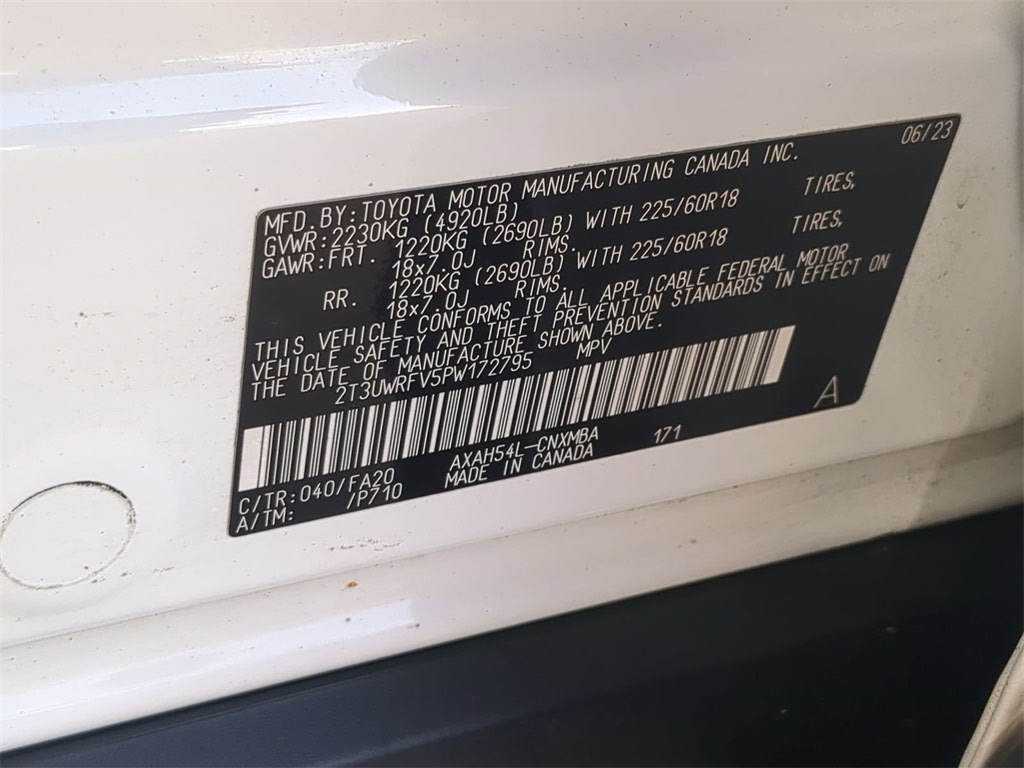 06/23
MFD. BY: TOYOTA MOTOR MANUFACTURING CANADA INC.
GVWR: 2230KG (4920LB)
GAWR: FRT. 1220KG (2690LB) WITH 225/60R18 TIRES,
18x7.0J RIMS.
RR. 1220KG (2690LB) WITH 225/60R18 TIRES,
18x7.0J RIMS.
THIS VEHICLE CONFORMS TO ALL APPLICABLE FEDERAL MOTOR
VEHICLE SAFETY AND THEFT PREVENTION STANDARDS IN EFFECT ON
THE DATE OF MANUFACTURE SHOWN ABOVE.
2T3UWRFV5PW172795 MPV
C/TR: 040/FA20 AXAH54L-CNXMBA 171 A
A/TM: /P710 MADE IN CANADA